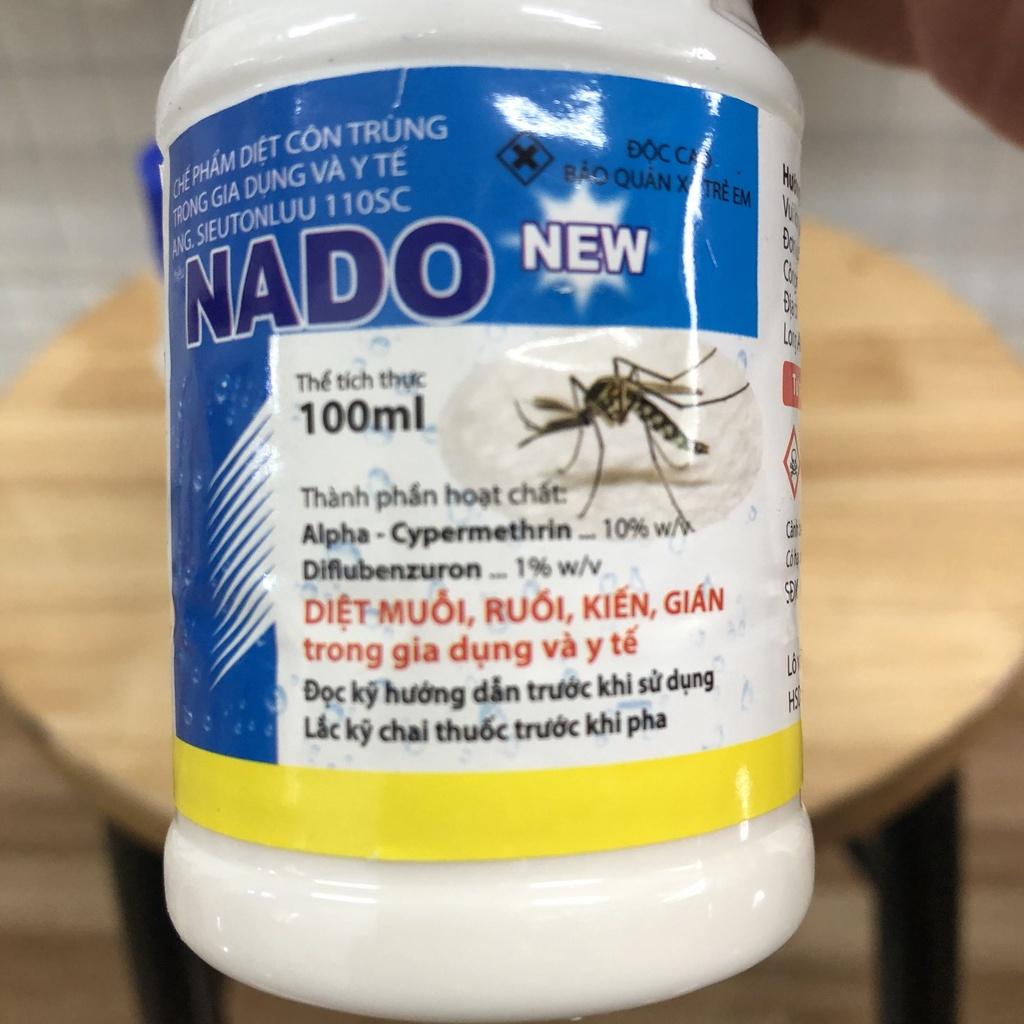 CHẾ PHẨM DIỆT CÔN TRÙNG
TRONG GIA DỤNG VÀ Y TẾ
ANG. SIEUTONLUU 110SC
NADO
NEW
ĐỘC CAO
BẢO QUẢN XA TRẺ EM
Thể tích thực
100ml
Thành phần hoạt chất:
Alpha - Cypermethrin ... 10% w/v
Diflubenzuron ... 1% w/v
DIỆT MUỖI, RUỒI, KIẾN, GIÁN
trong gia dụng và y tế
Đọc kỹ hướng dẫn trước khi sử dụng
Lắc kỹ chai thuốc trước khi pha